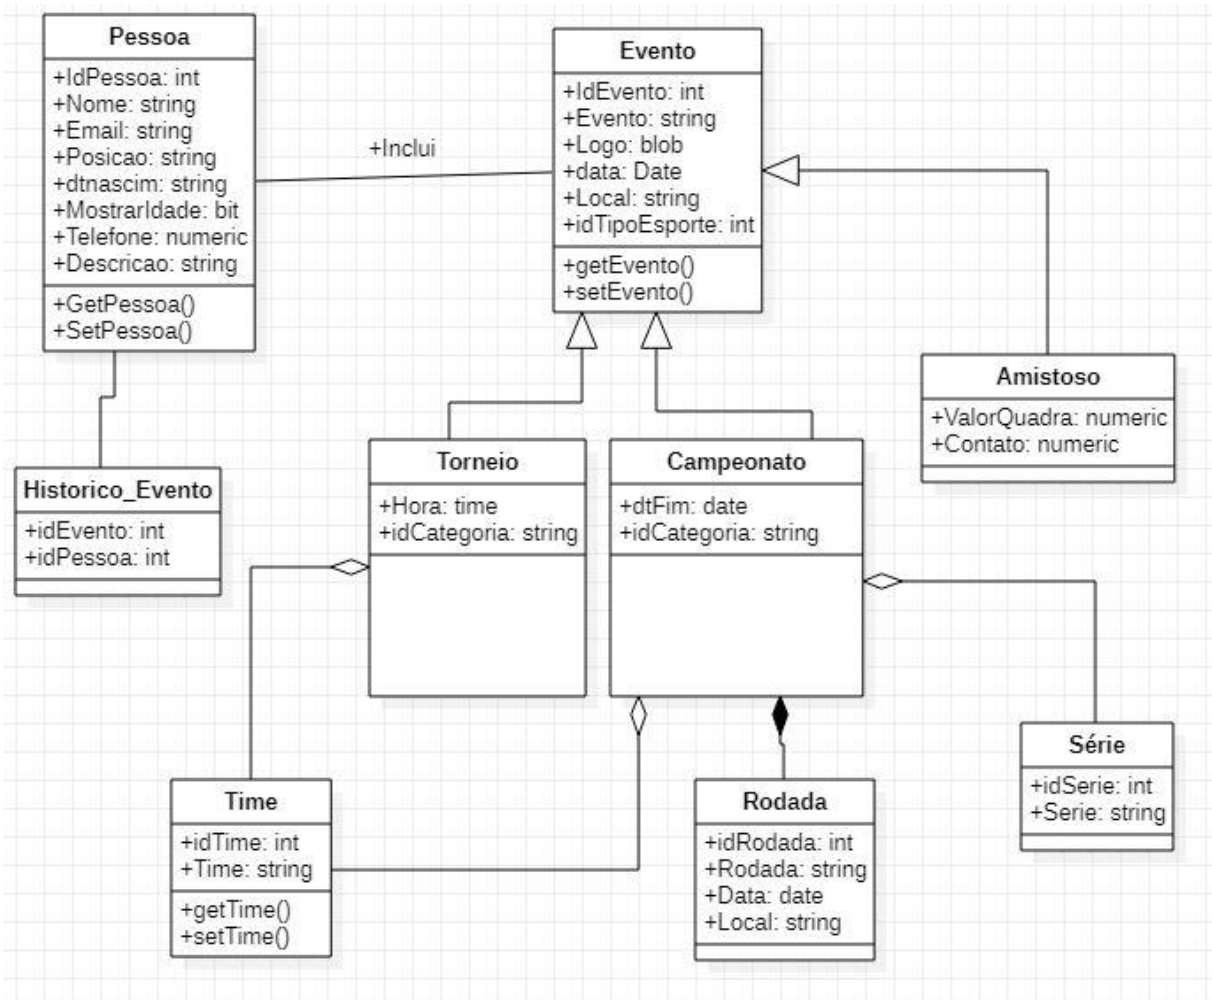 Pessoa
+IdPessoa: int
+Nome: string
+Email: string
+Posicao: string
+dtnascim: string
+MostrarIdade: bit
+Telefone: numeric
+Descricao: string
+GetPessoa()
+SetPessoa()
+Inclui
Evento
+IdEvento: int
+Evento: string
+Logo: blob
+data: Date
+Local: string
+idTipoEsporte: int
+getEvento()
+setEvento()
Amistoso
+ValorQuadra: numeric
+Contato: numeric
Historico_Evento
+idEvento: int
+idPessoa: int
Torneio
+Hora: time
+idCategoria: string
Campeonato
+dtFim: date
+idCategoria: string
Série
+idSerie: int
+Serie: string
Time
+idTime: int
+Time: string
+getTime()
+setTime()
Rodada
+idRodada: int
+Rodada: string
+Data: date
+Local: string